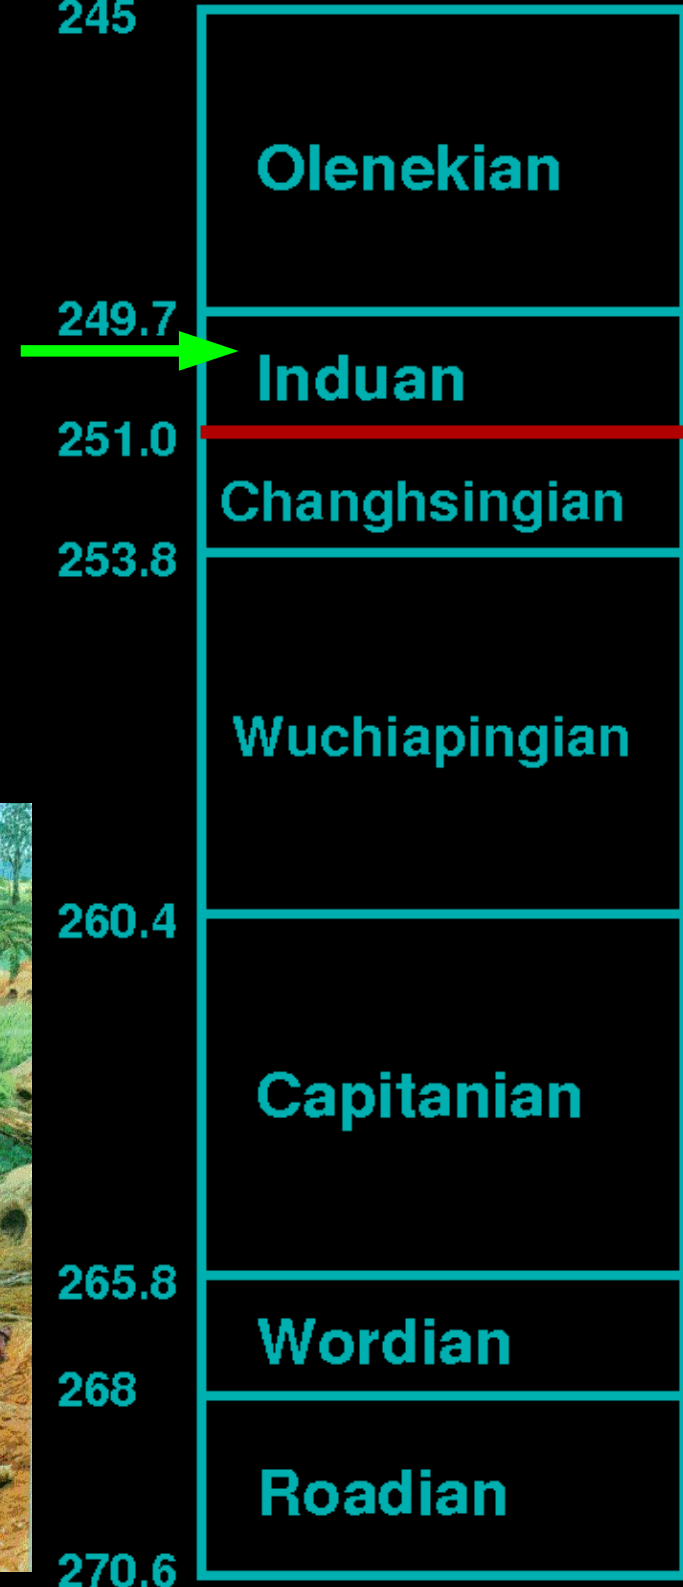 245
Olenekian
249.7
Induan
251.0
Changhsingian
253.8
Wuchiapingian
260.4
Capitanian
265.8
Wordian
268
Roadian
270.6